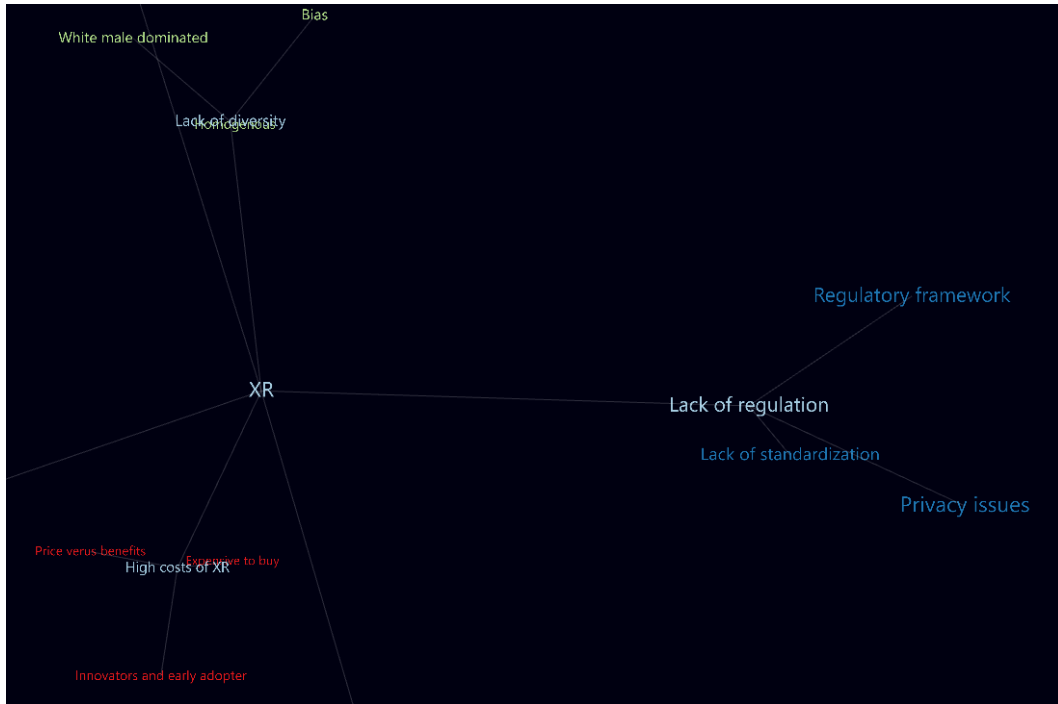 Bias
White male dominated
Lack of diversity
Homogenous
Regulatory framework
XR
Lack of regulation
Lack of standardization
Privacy issues
Price verus benefits
Expensive to buy
High costs of XR
Innovators and early adopter